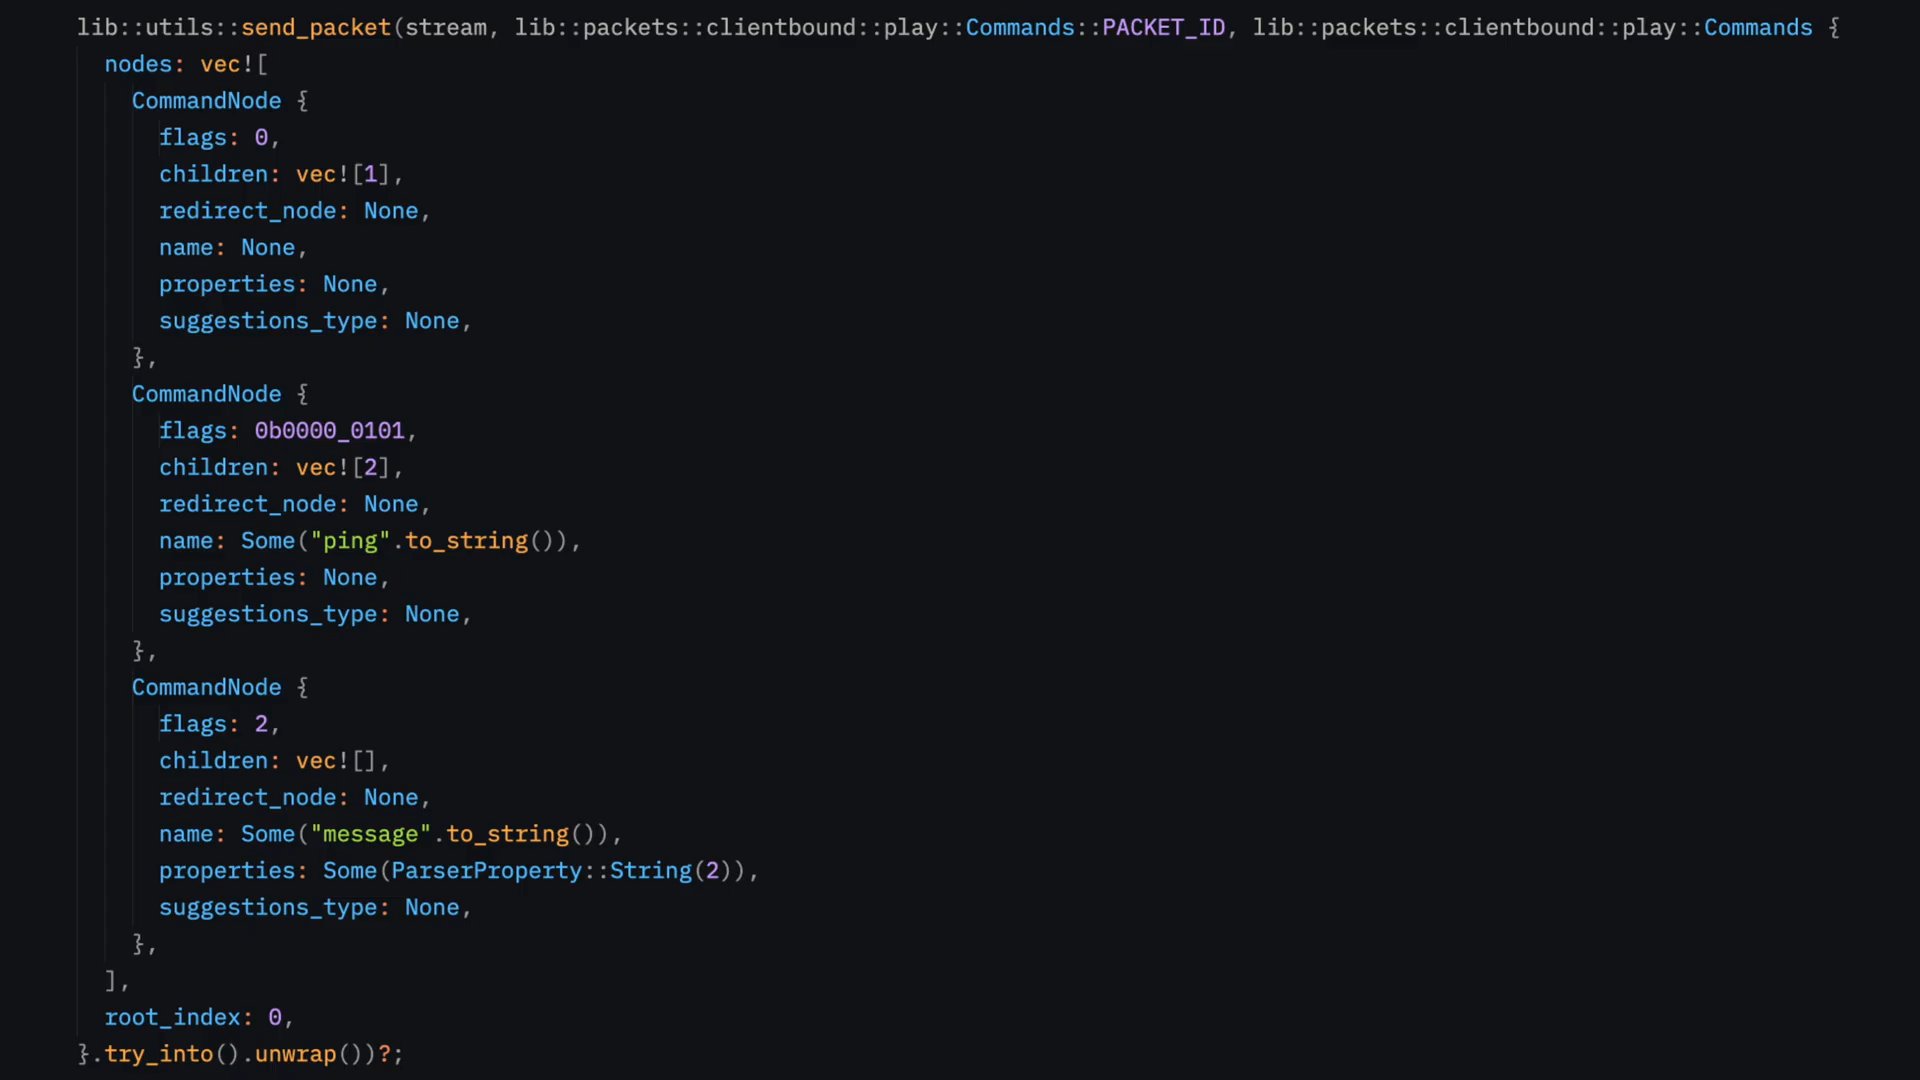 lib::utils::send_packet(stream, lib::packets::clientbound::play::Commands::PACKET_ID, lib::packets::clientbound::play::Commands {
  nodes: vec![
    CommandNode {
      flags: 0,
      children: vec![1],
      redirect_node: None,
      name: None,
      properties: None,
      suggestions_type: None,
    },
    CommandNode {
      flags: 0b0000_0101,
      children: vec![2],
      redirect_node: None,
      name: Some("ping".to_string()),
      properties: None,
      suggestions_type: None,
    },
    CommandNode {
      flags: 2,
      children: vec![],
      redirect_node: None,
      name: Some("message".to_string()),
      properties: Some(ParserProperty::String(2)),
      suggestions_type: None,
    },
  ],
  root_index: 0,
}.try_into().unwrap())?;